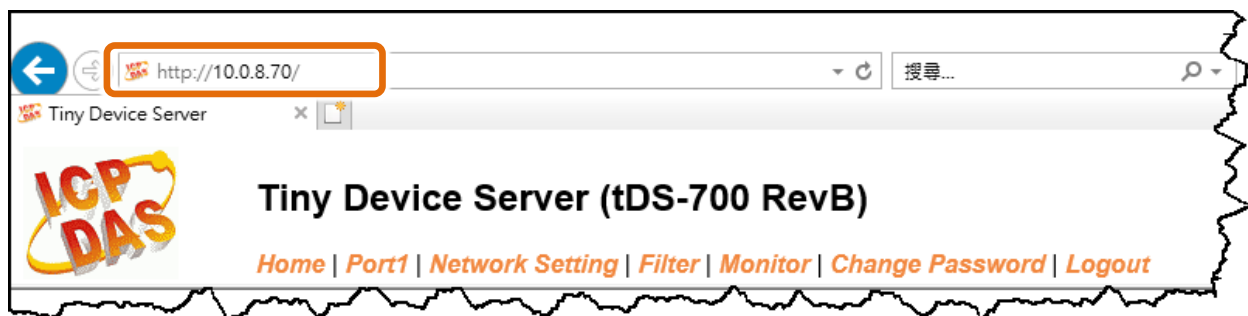 http://10.0.8.70/
搜尋...
Tiny Device Server
ICP
DAS
Tiny Device Server (tDS-700 RevB)
Home | Port1 | Network Setting | Filter | Monitor | Change Password | Logout